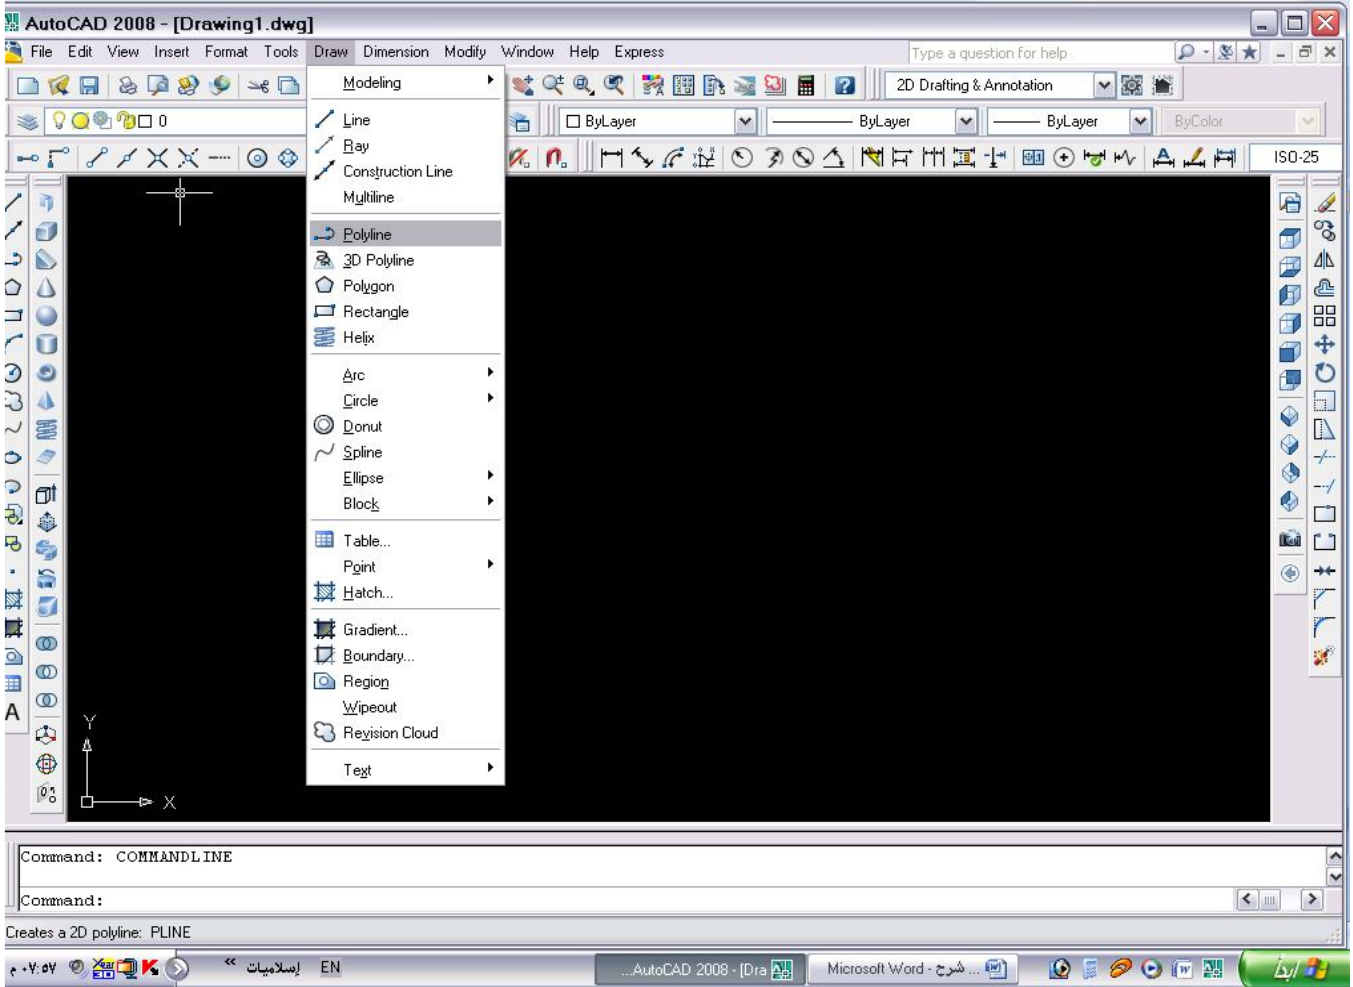 AutoCAD 2008 - [Drawing1.dwg]
File Edit View Insert Format Tools Draw Dimension Modify Window Help Express Type a question for help
2D Drafting & Annotation
0 ByLayer ByLayer ByLayer ByColor
ISO-25
Modeling
Line
Ray
Construction Line
Multiline
Polyline
3D Polyline
Polygon
Rectangle
Helix
Arc
Circle
Donut
Spline
Ellipse
Block
Table...
Point
Hatch...
Gradient...
Boundary...
Region
Wipeout
Revision Cloud
Text
A
Y
X
Command: COMMANDLINE
Command:
Creates a 2D polyline: PLINE
٠٧:٥٧ م إسلاميات » EN ...AutoCAD 2008 - [Dra Microsoft Word - شرح ... ابدأ